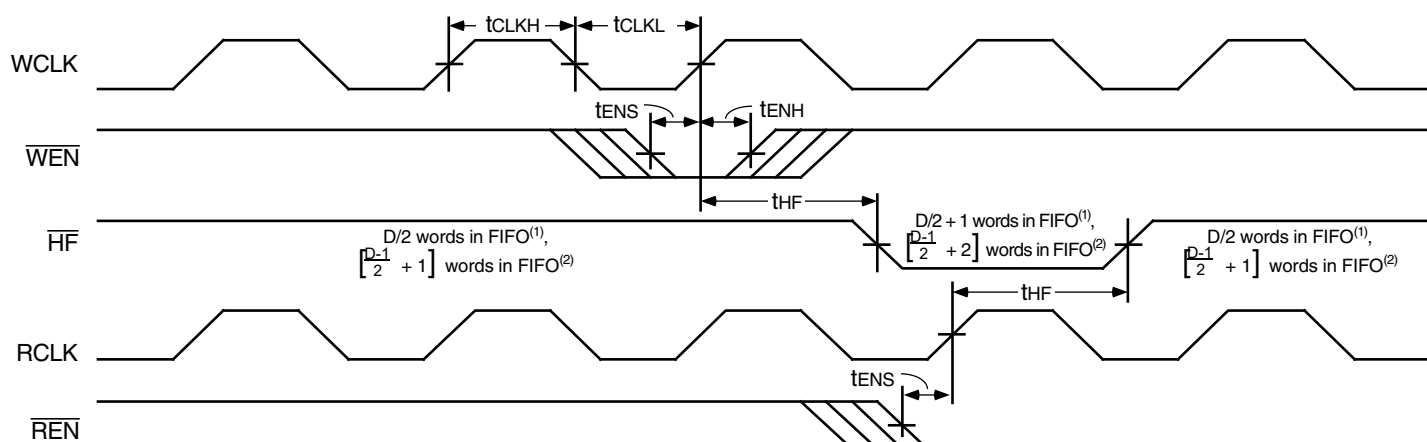 tCLKH
tCLKL
WCLK
tENS
tENH
WEN
tHF
HF
D/2 words in FIFO(1),
[D-1/2 + 1] words in FIFO(2)
D/2 + 1 words in FIFO(1),
[D-1/2 + 2] words in FIFO(2)
D/2 words in FIFO(1),
[D-1/2 + 1] words in FIFO(2)
tHF
RCLK
tENS
REN